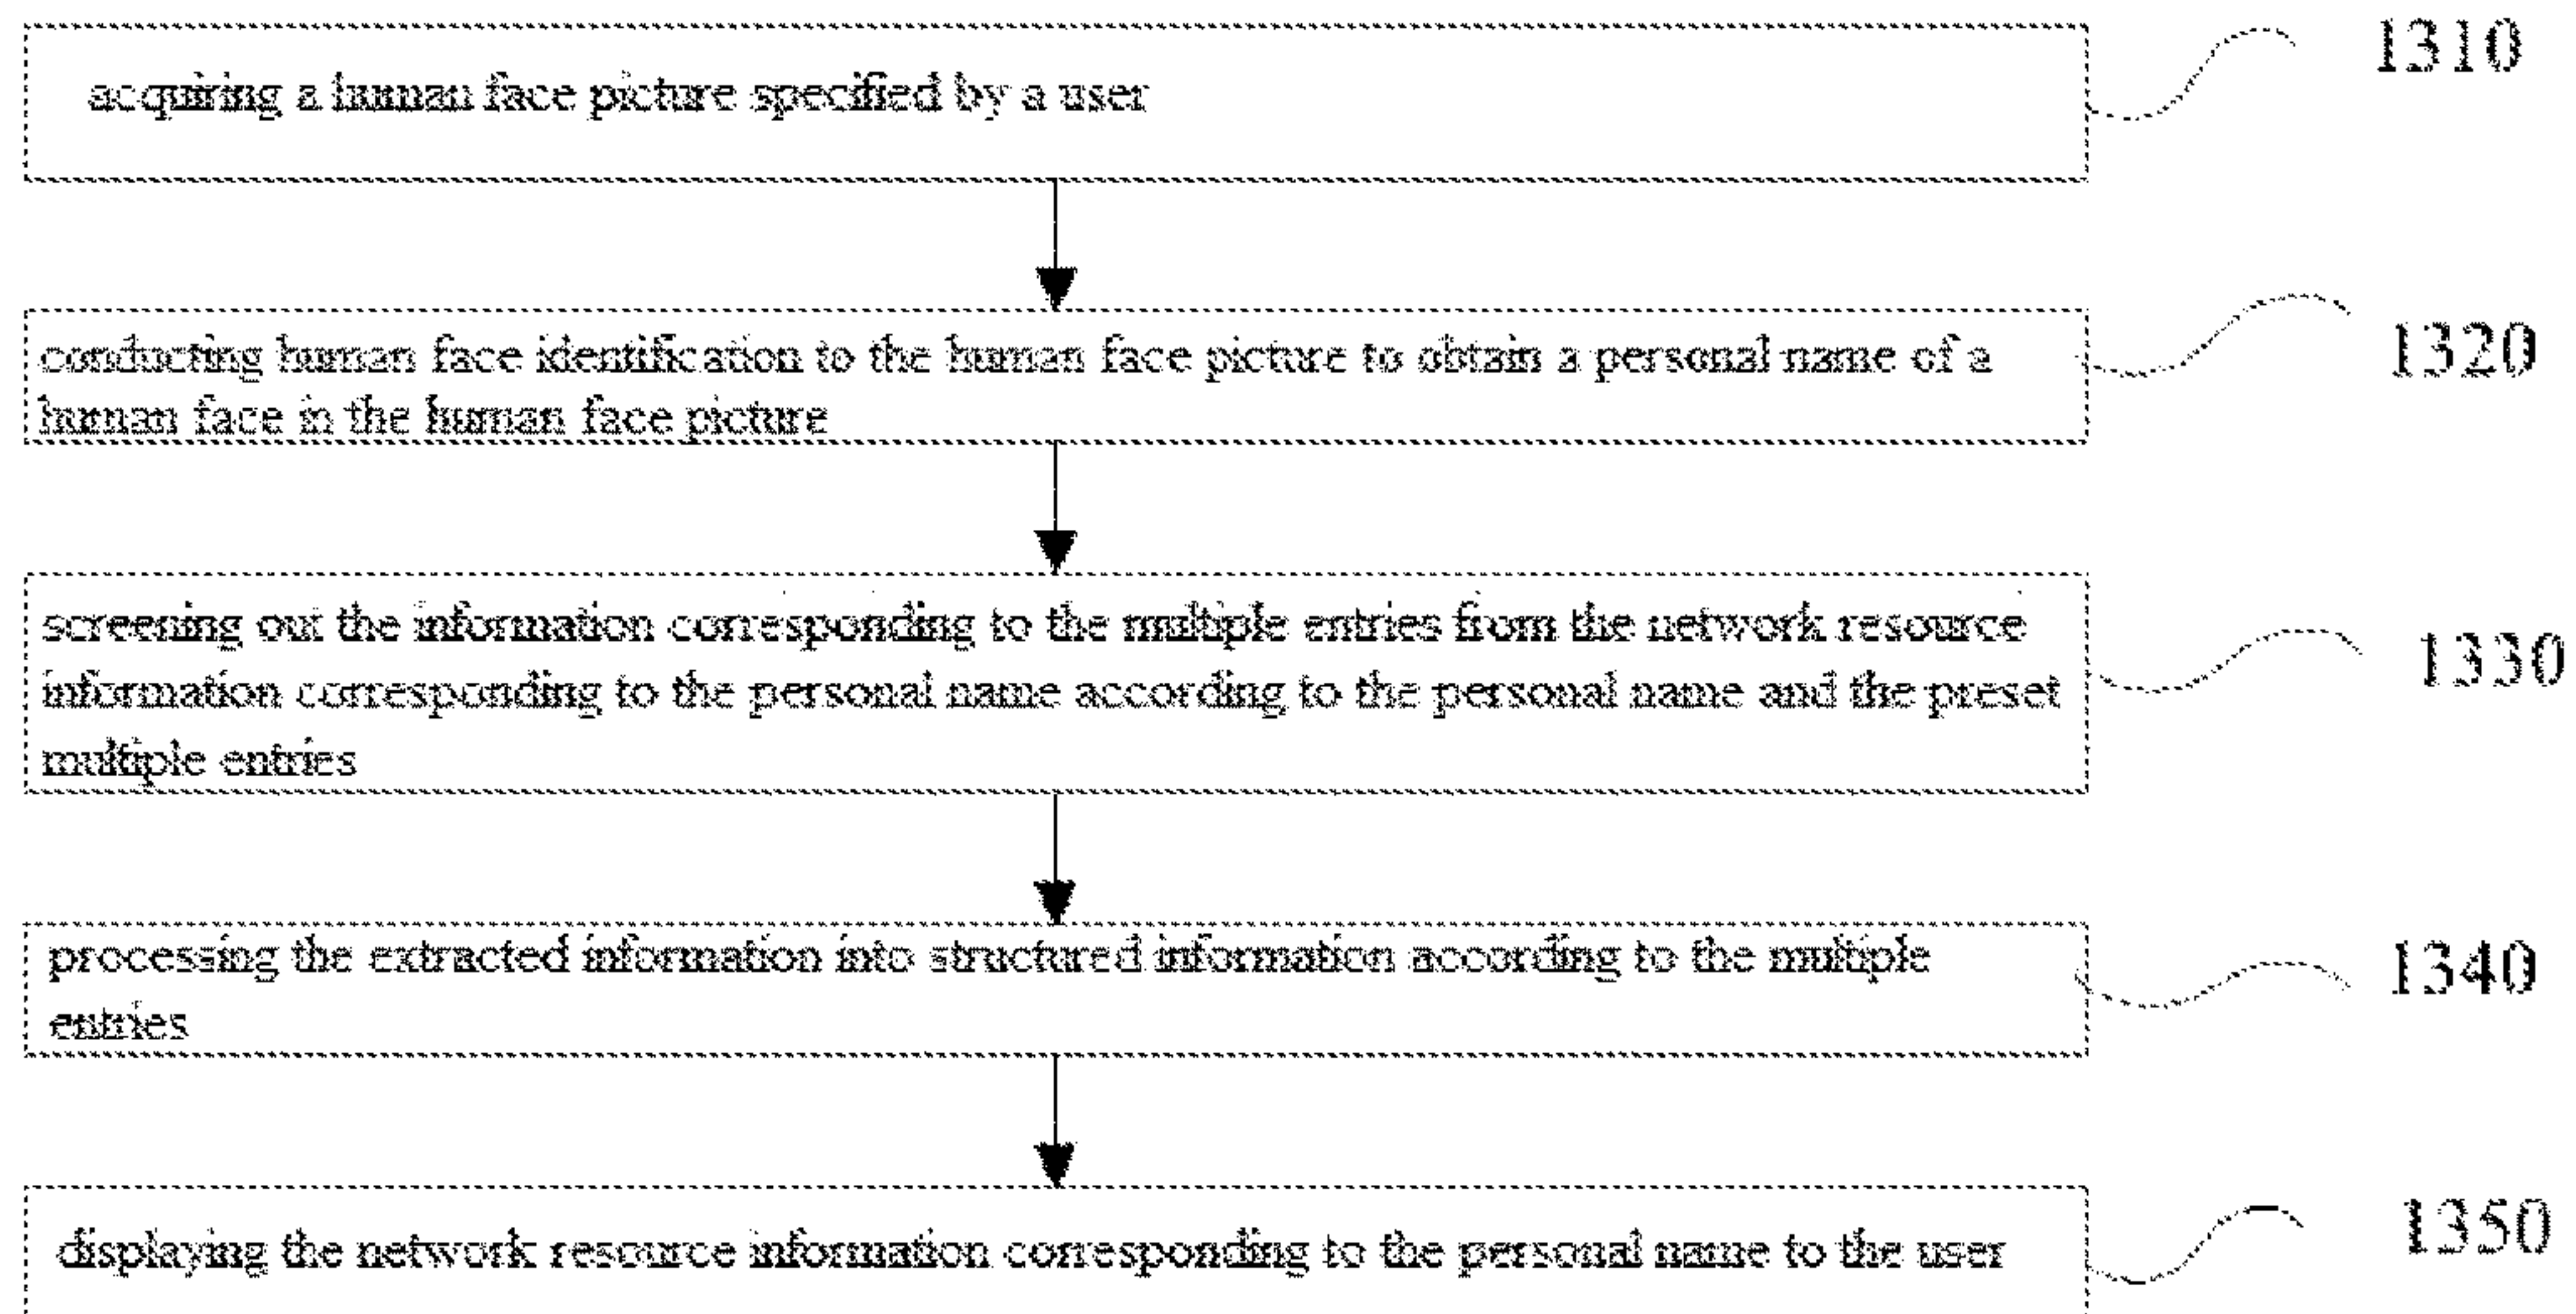 acquiring a human face picture specified by a user
1310
conducting human face identification to the human face picture to obtain a personal name of a
human face in the human face picture
1320
screening out the information corresponding to the multiple entries from the network resource
information corresponding to the personal name according to the personal name and the preset
multiple entries
1330
processing the extracted information into structured information according to the multiple
entries
1340
displaying the network resource information corresponding to the personal name to the user
1350